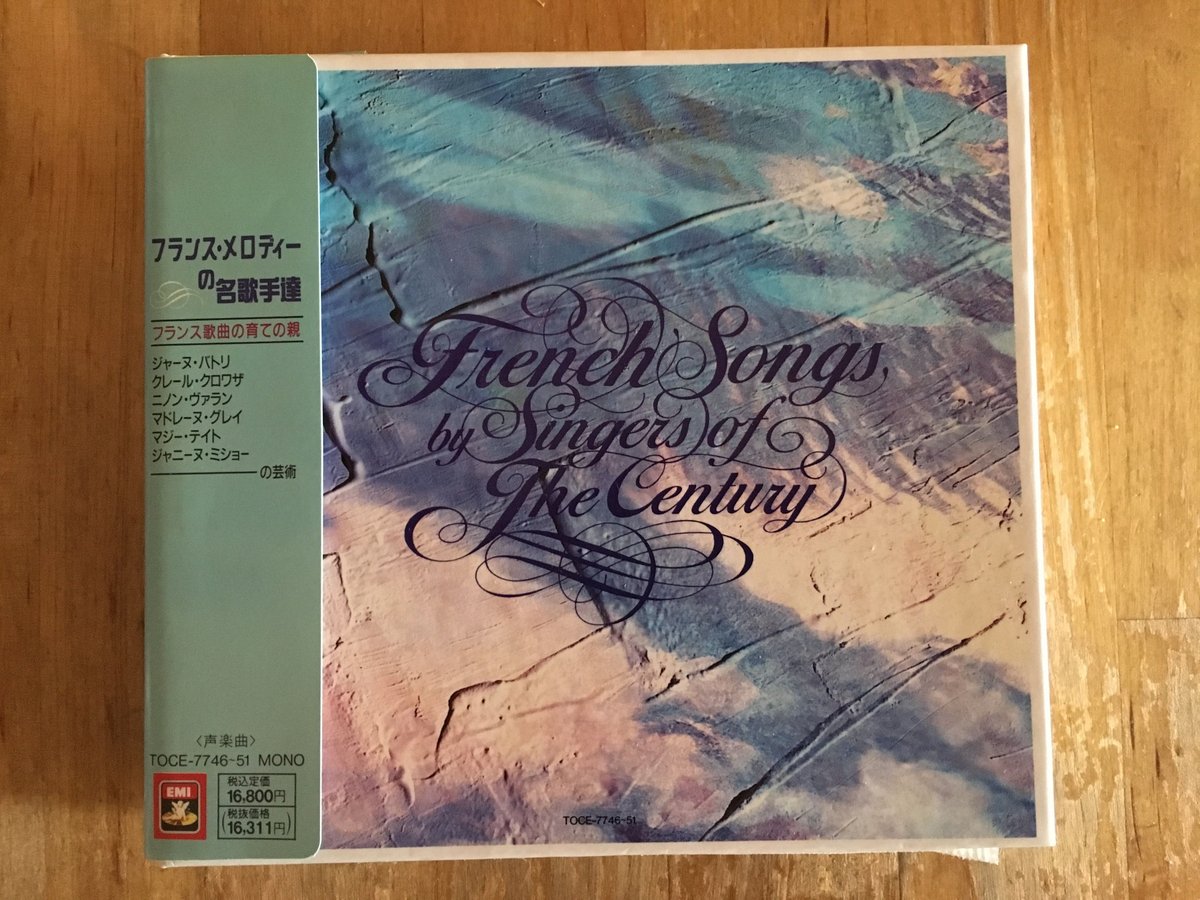 フランス・メロディー
の名歌手達
フランス歌曲の育ての親
ジャーヌ・バトリ
クレール・クロワザ
ニノン・ヴァラン
マドレーヌ・グレイ
マジー・テイト
ジャニーヌ・ミショー
の芸術
〈声楽曲〉
TOCE-7746~51 MONO
EMI
税込定価
16,800円
税抜価格
(16,311円)
French Songs,
by Singers of
The Century
TOCE-7746~51